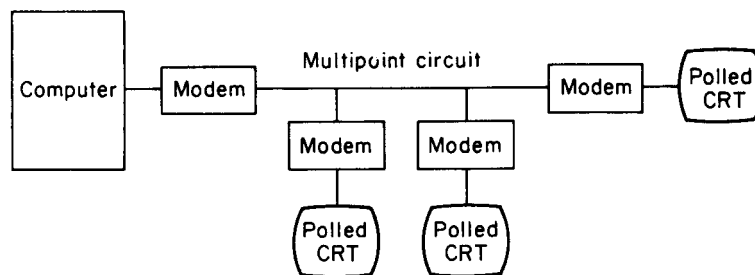 Multipoint circuit
Computer
Modem
Modem
Polled
CRT
Modem
Modem
Polled
CRT
Polled
CRT